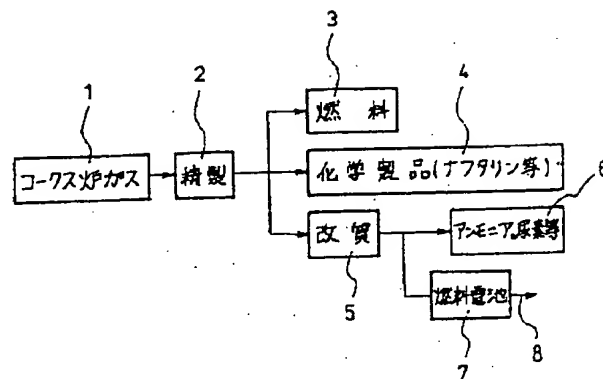 3
4
1
2
燃料
6
コークス炉ガス
精製
化学製品(ナフタリン等)
改質
アンモニア,尿素等
5
燃料電池
7
8